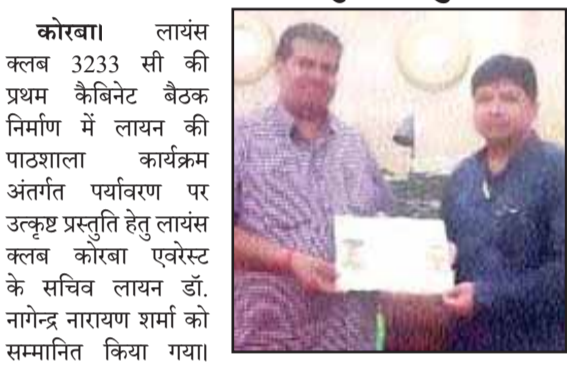 कोरबा। लायंस
क्लब 3233 सी की
प्रथम कैबिनेट बैठक
निर्माण में लायन की
पाठशाला कार्यक्रम
अंतर्गत पर्यावरण पर
उत्कृष्ट प्रस्तुति हेतु लायंस
क्लब कोरबा एवरेस्ट
के सचिव लायन डॉ.
नागेन्द्र नारायण शर्मा को
सम्मानित किया गया।